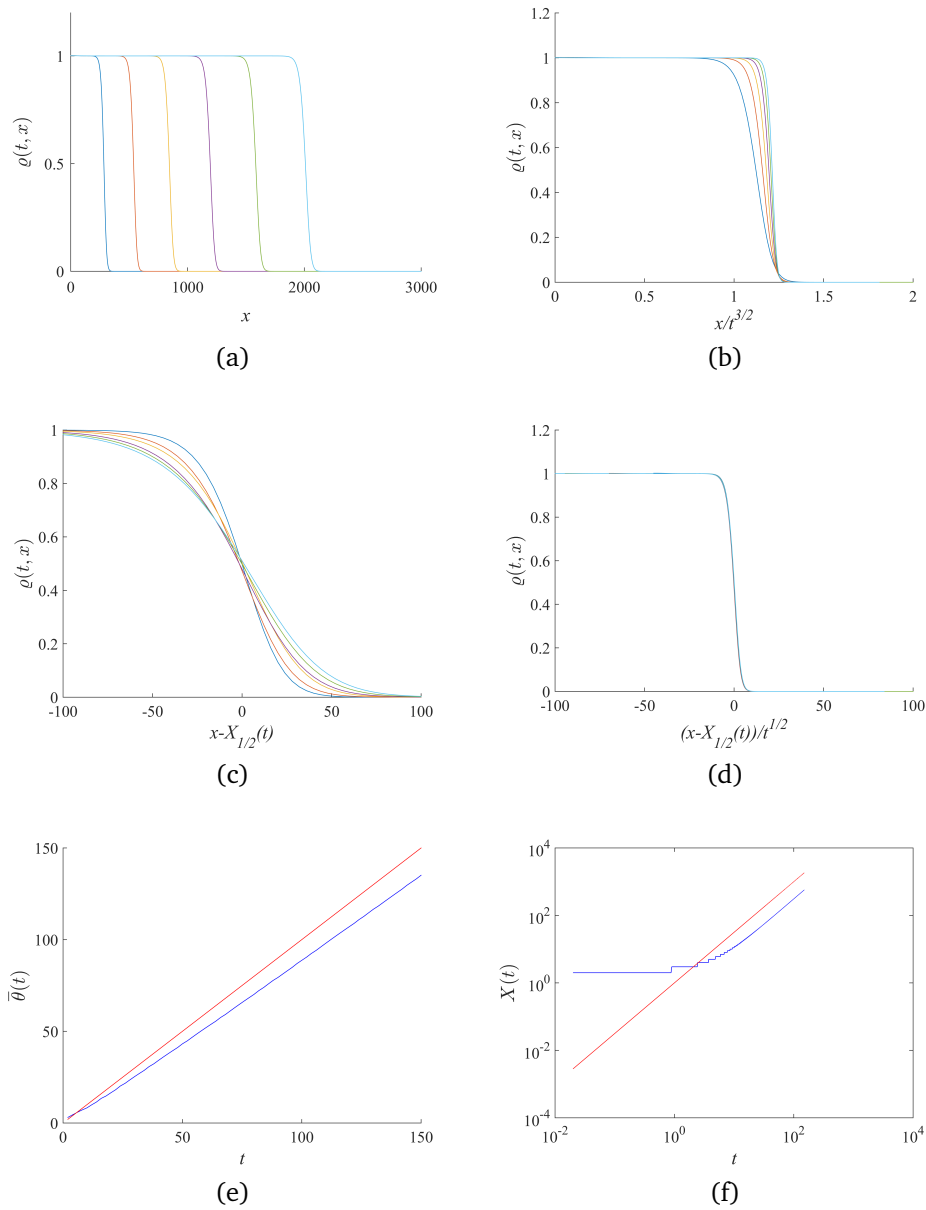 1
0.5
0
ϱ(t, x)
0 1000 2000 3000
x
(a)
1.2
1
0.8
0.6
0.4
0.2
0
ϱ(t, x)
0 0.5 1 1.5 2
x/t^{3/2}
(b)
1
0.8
0.6
0.4
0.2
0
ϱ(t, x)
-100 -50 0 50 100
x-X_{1/2}(t)
(c)
1.2
1
0.8
0.6
0.4
0.2
0
ϱ(t, x)
-100 -50 0 50 100
(x-X_{1/2}(t))/t^{1/2}
(d)
150
100
50
0
θ̅(t)
0 50 100 150
t
(e)
10^4
10^2
10^0
10^{-2}
10^{-4}
X(t)
10^{-2} 10^0 10^2 10^4
t
(f)